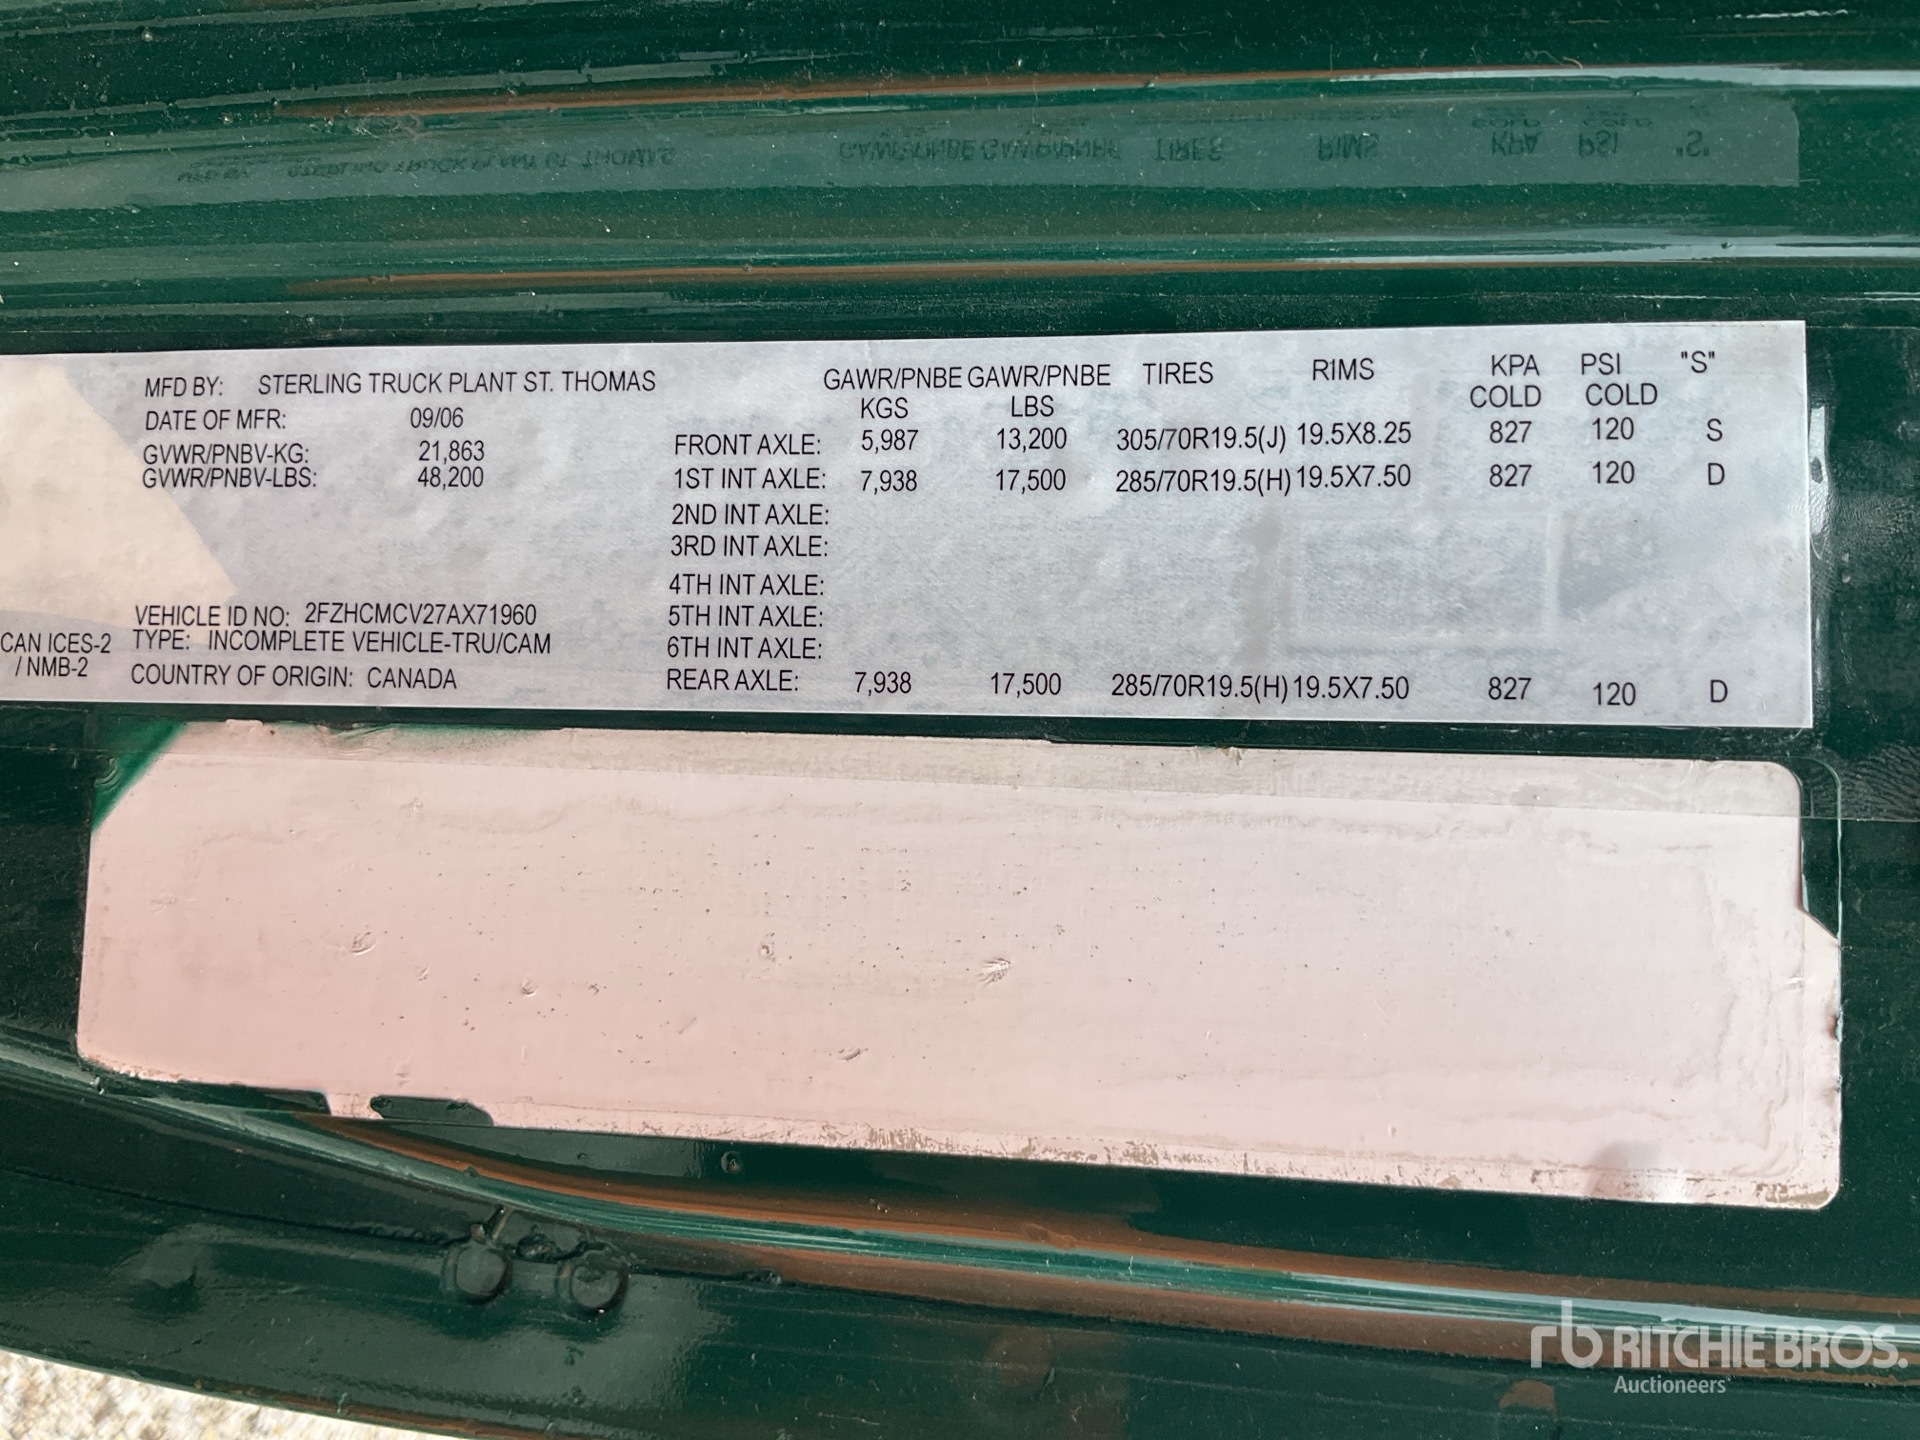 MFD BY: STERLING TRUCK PLANT ST. THOMAS
DATE OF MFR: 09/06
GVWR/PNBV-KG: 21,863
GVWR/PNBV-LBS: 48,200
VEHICLE ID NO: 2FZHCMCV27AX71960
CAN ICES-2 TYPE: INCOMPLETE VEHICLE-TRU/CAM
/ NMB-2
COUNTRY OF ORIGIN: CANADA
GAWR/PNBE GAWR/PNBE TIRES RIMS KPA PSI "S"
KGS LBS COLD COLD
FRONT AXLE: 5,987 13,200 305/70R19.5(J) 19.5X8.25 827 120 S
1ST INT AXLE: 7,938 17,500 285/70R19.5(H) 19.5X7.50 827 120 D
2ND INT AXLE:
3RD INT AXLE:
4TH INT AXLE:
5TH INT AXLE:
6TH INT AXLE:
REAR AXLE: 7,938 17,500 285/70R19.5(H) 19.5X7.50 827 120 D
rb RITCHIE BROS.
Auctioneers